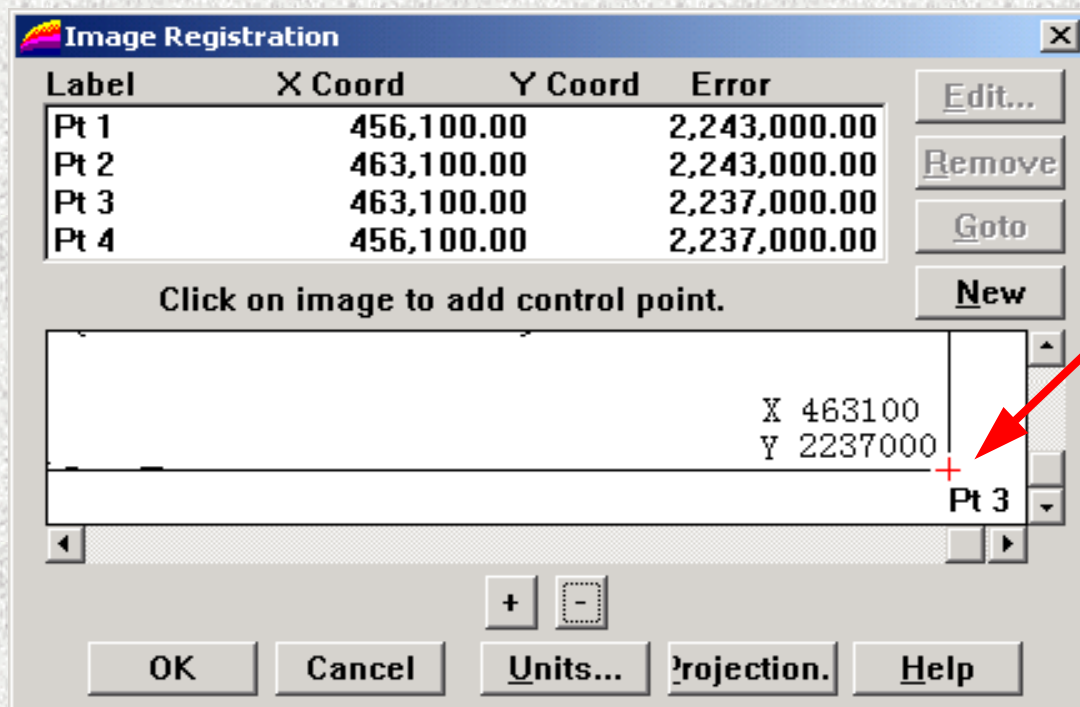 Image Registration
Label X Coord Y Coord Error
Pt 1 456,100.00 2,243,000.00
Pt 2 463,100.00 2,243,000.00
Pt 3 463,100.00 2,237,000.00
Pt 4 456,100.00 2,237,000.00
Edit...
Remove
Goto
New
Click on image to add control point.
X 463100
Y 2237000
Pt 3
+ -
OK Cancel Units... Projection. Help